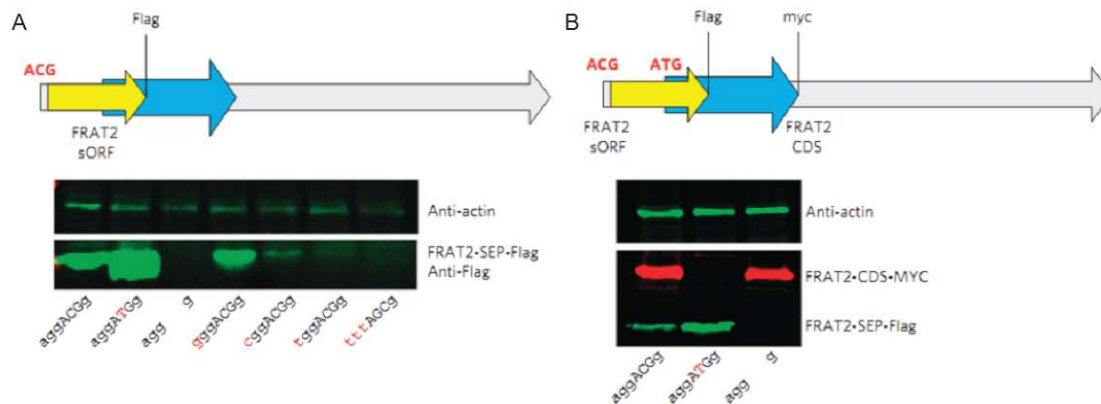 A
Flag
ACG
FRAT2
sORF
Anti-actin
FRAT2-SEP-Flag
Anti-Flag
aggACGg
aggATGg
agg g
gggACGg
cggACGg
tggACGg
tttAGCg
B
Flag
myc
ACG
ATG
FRAT2
sORF
FRAT2
CDS
Anti-actin
FRAT2•CDS•MYC
FRAT2•SEP•Flag
aggACGg
aggATGg
agg g